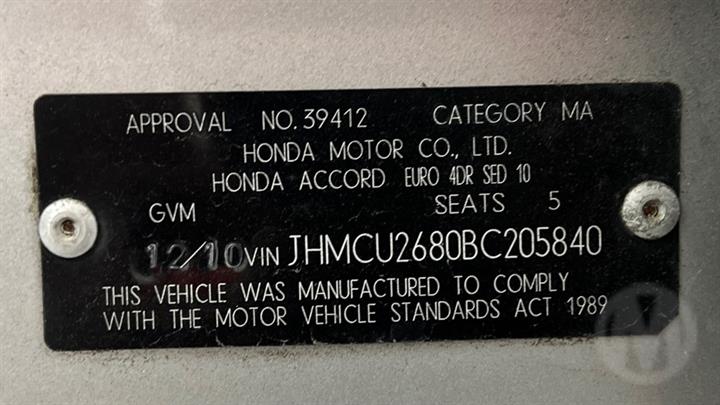 APPROVAL NO. 39412 CATEGORY MA
HONDA MOTOR CO., LTD.
HONDA ACCORD EURO 4DR SED 10
GVM SEATS 5
12/10 VIN JHMCU2680BC205840
THIS VEHICLE WAS MANUFACTURED TO COMPLY
WITH THE MOTOR VEHICLE STANDARDS ACT 1989
M